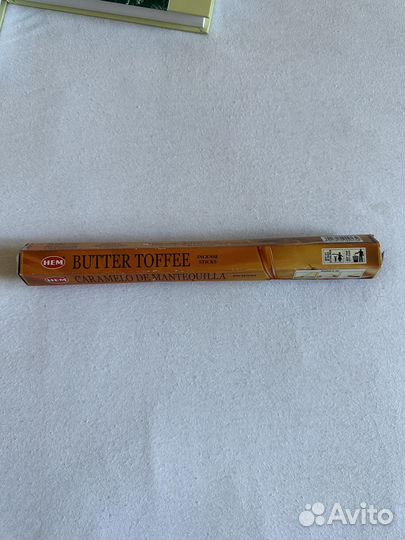 HEM BUTTER TOFFEE INCENSE STICKS
HEM CARAMELO DE MANTEQUILLA
Avito